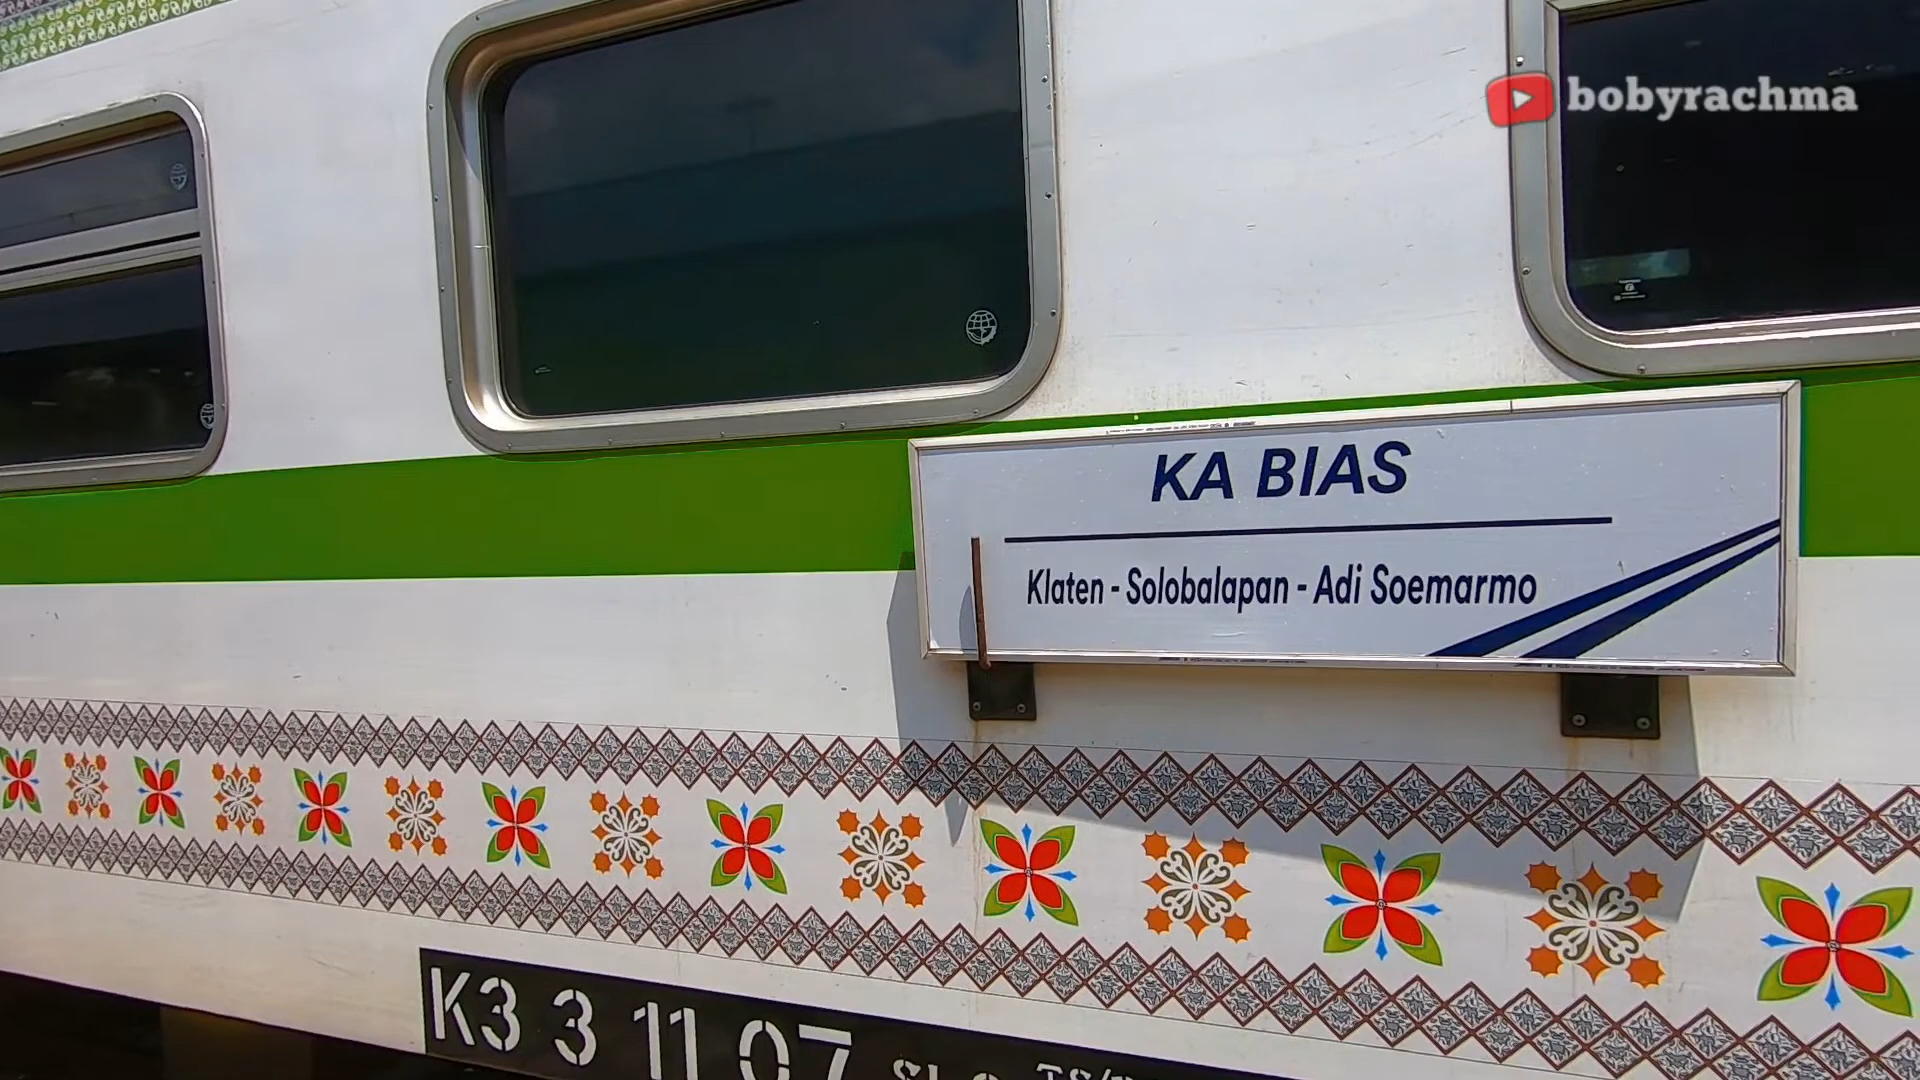 bobyrachma
KA BIAS
Klaten - Solobalapan - Adi Soemarmo
K3 3 11 07